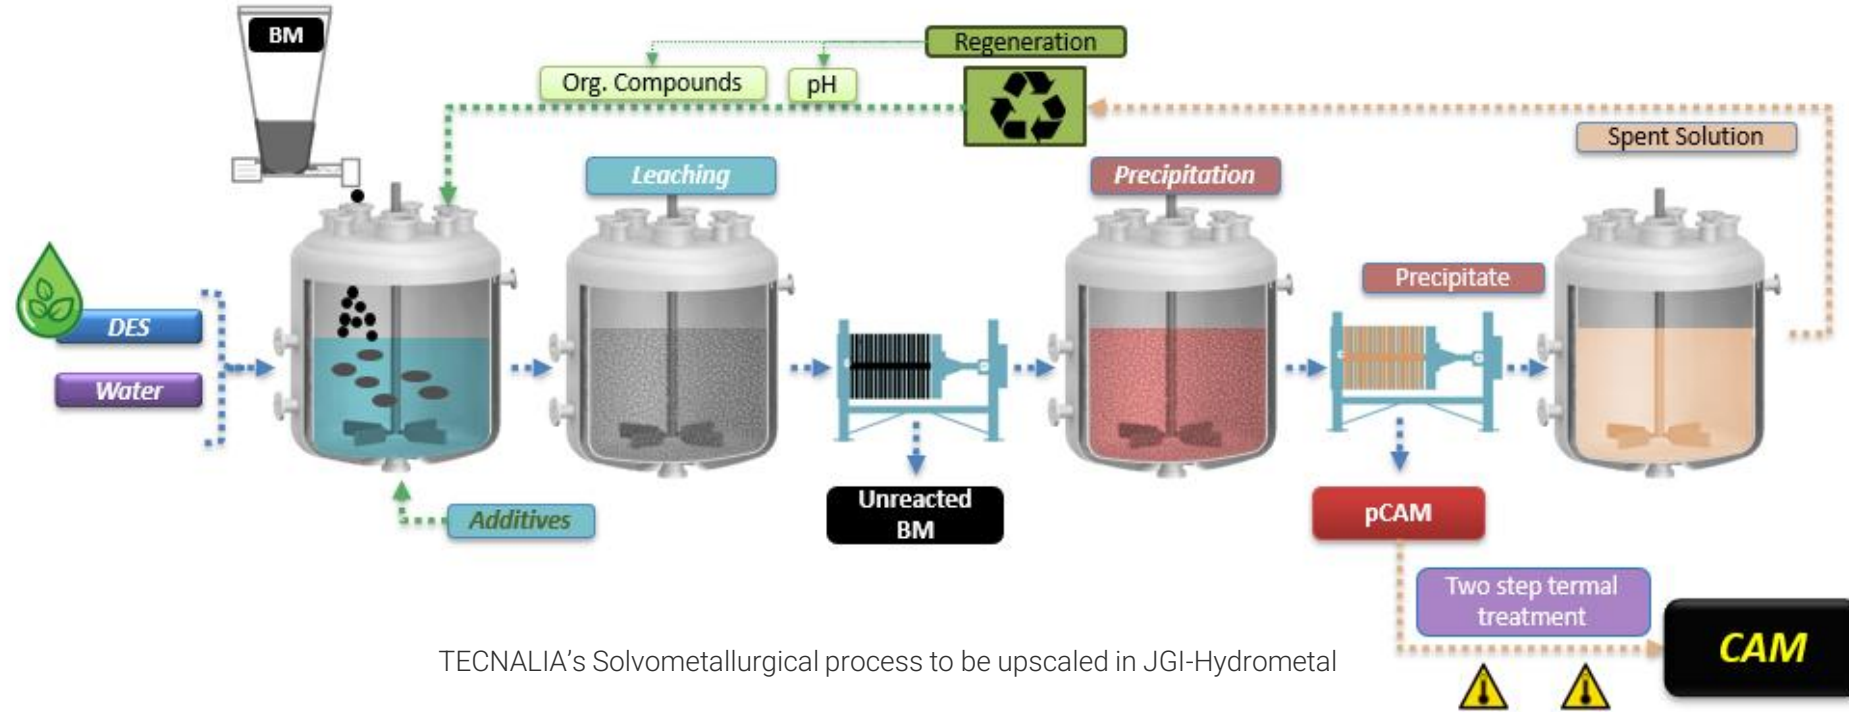 BM
Regeneration
Org. Compounds
pH
Spent Solution
Leaching
Precipitation
Precipitate
DES
Water
Additives
Unreacted
BM
pCAM
Two step termal
treatment
CAM
TECNALIA's Solvometallurgical process to be upscaled in JGI-Hydrometal